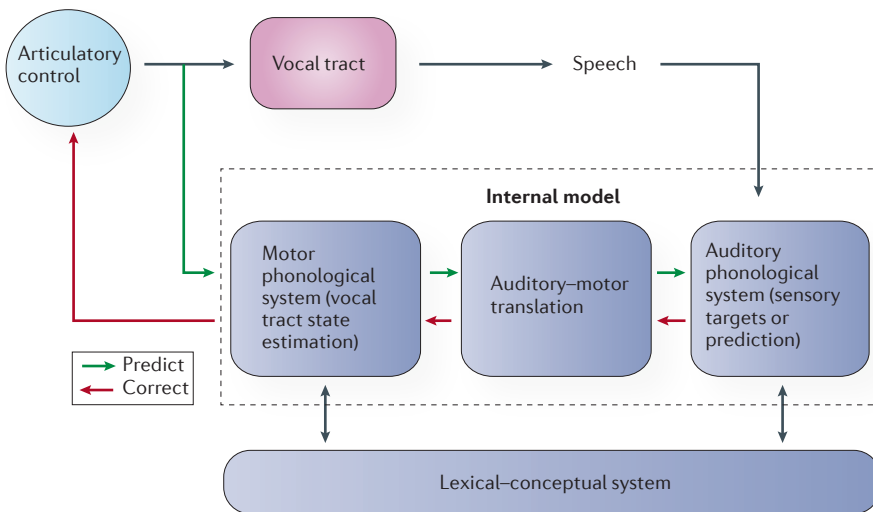 Articulatory
control
Vocal tract
Speech
Internal model
Motor
phonological
system (vocal
tract state
estimation)
Auditory–motor
translation
Auditory
phonological
system (sensory
targets or
prediction)
Predict
Correct
Lexical–conceptual system